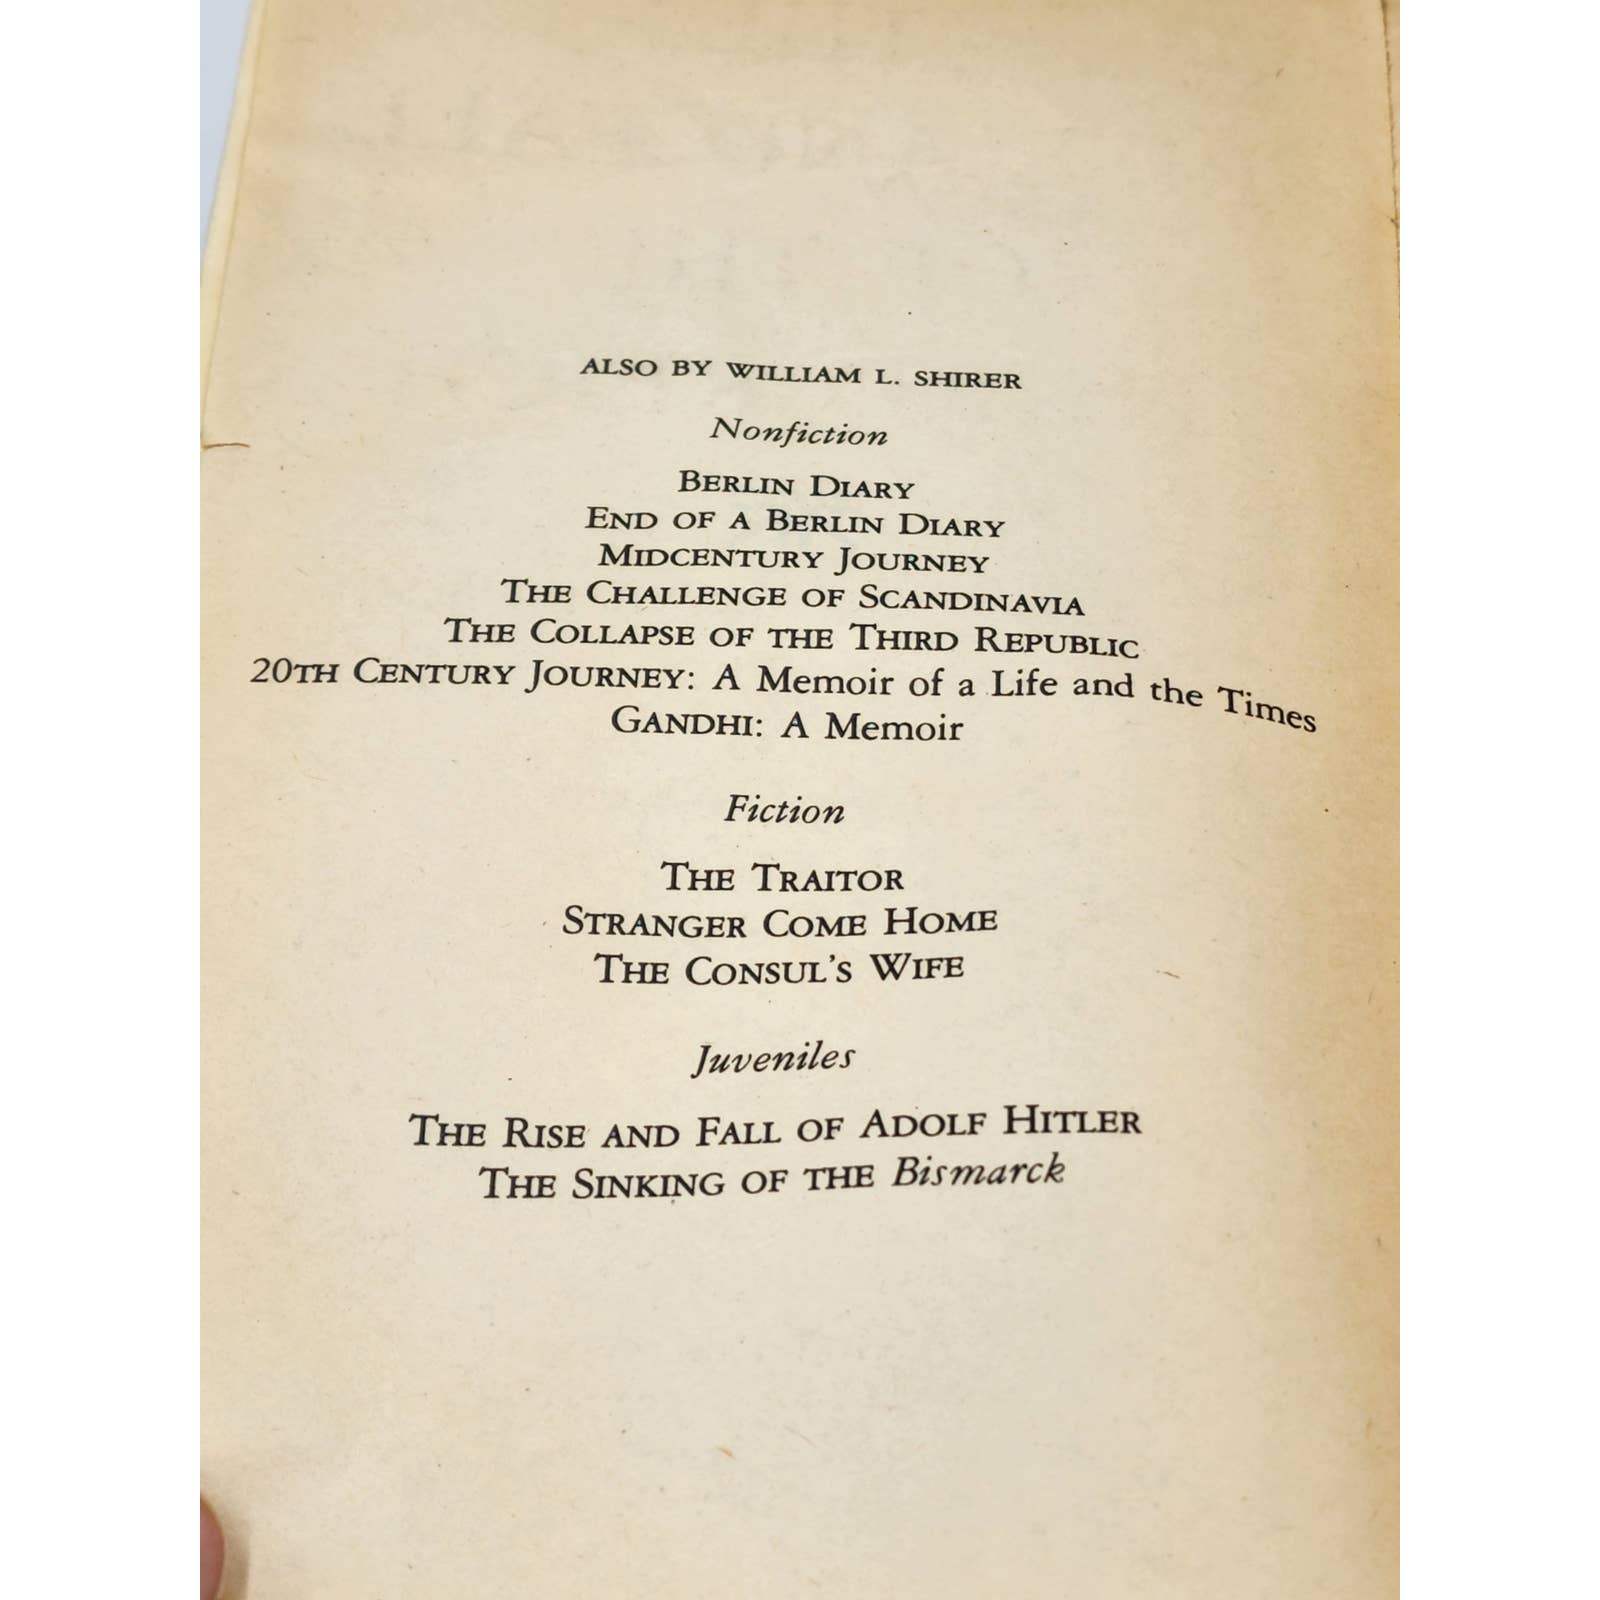 ALSO BY WILLIAM L. SHIRER
Nonfiction
BERLIN DIARY
END OF A BERLIN DIARY
MIDCENTURY JOURNEY
THE CHALLENGE OF SCANDINAVIA
THE COLLAPSE OF THE THIRD REPUBLIC
20TH CENTURY JOURNEY: A Memoir of a Life and the Times
GANDHI: A Memoir
Fiction
THE TRAITOR
STRANGER COME HOME
THE CONSUL'S WIFE
Juveniles
THE RISE AND FALL OF ADOLF HITLER
THE SINKING OF THE Bismarck